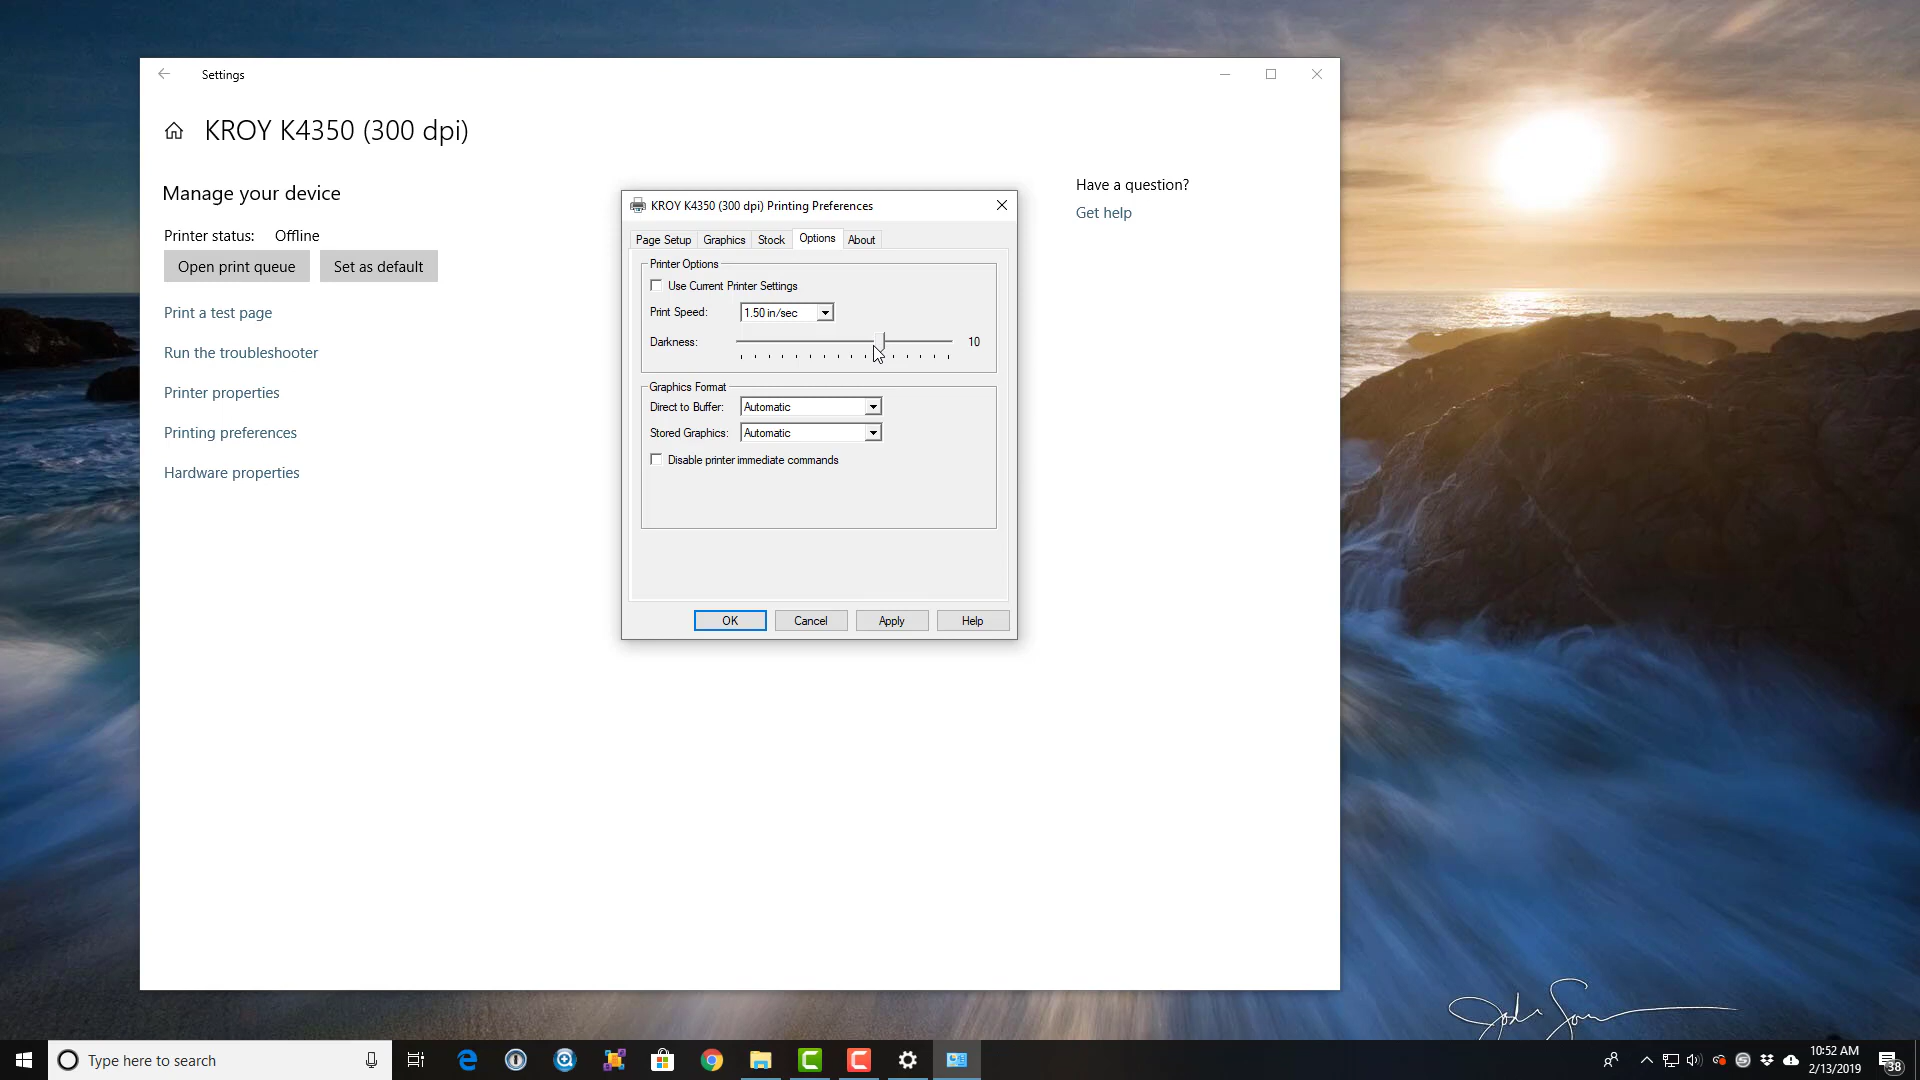 Settings
KROY K4350 (300 dpi)
Manage your device
Printer status: Offline
Open print queue
Set as default
Print a test page
Run the troubleshooter
Printer properties
Printing preferences
Hardware properties
Have a question?
Get help
KROY K4350 (300 dpi) Printing Preferences
Page Setup
Graphics
Stock
Options
About
Printer Options
Use Current Printer Settings
Print Speed: 1.50 in/sec
Darkness: 10
Graphics Format
Direct to Buffer: Automatic
Stored Graphics: Automatic
Disable printer immediate commands
OK
Cancel
Apply
Help
Type here to search
10:52 AM
2/13/2019
38